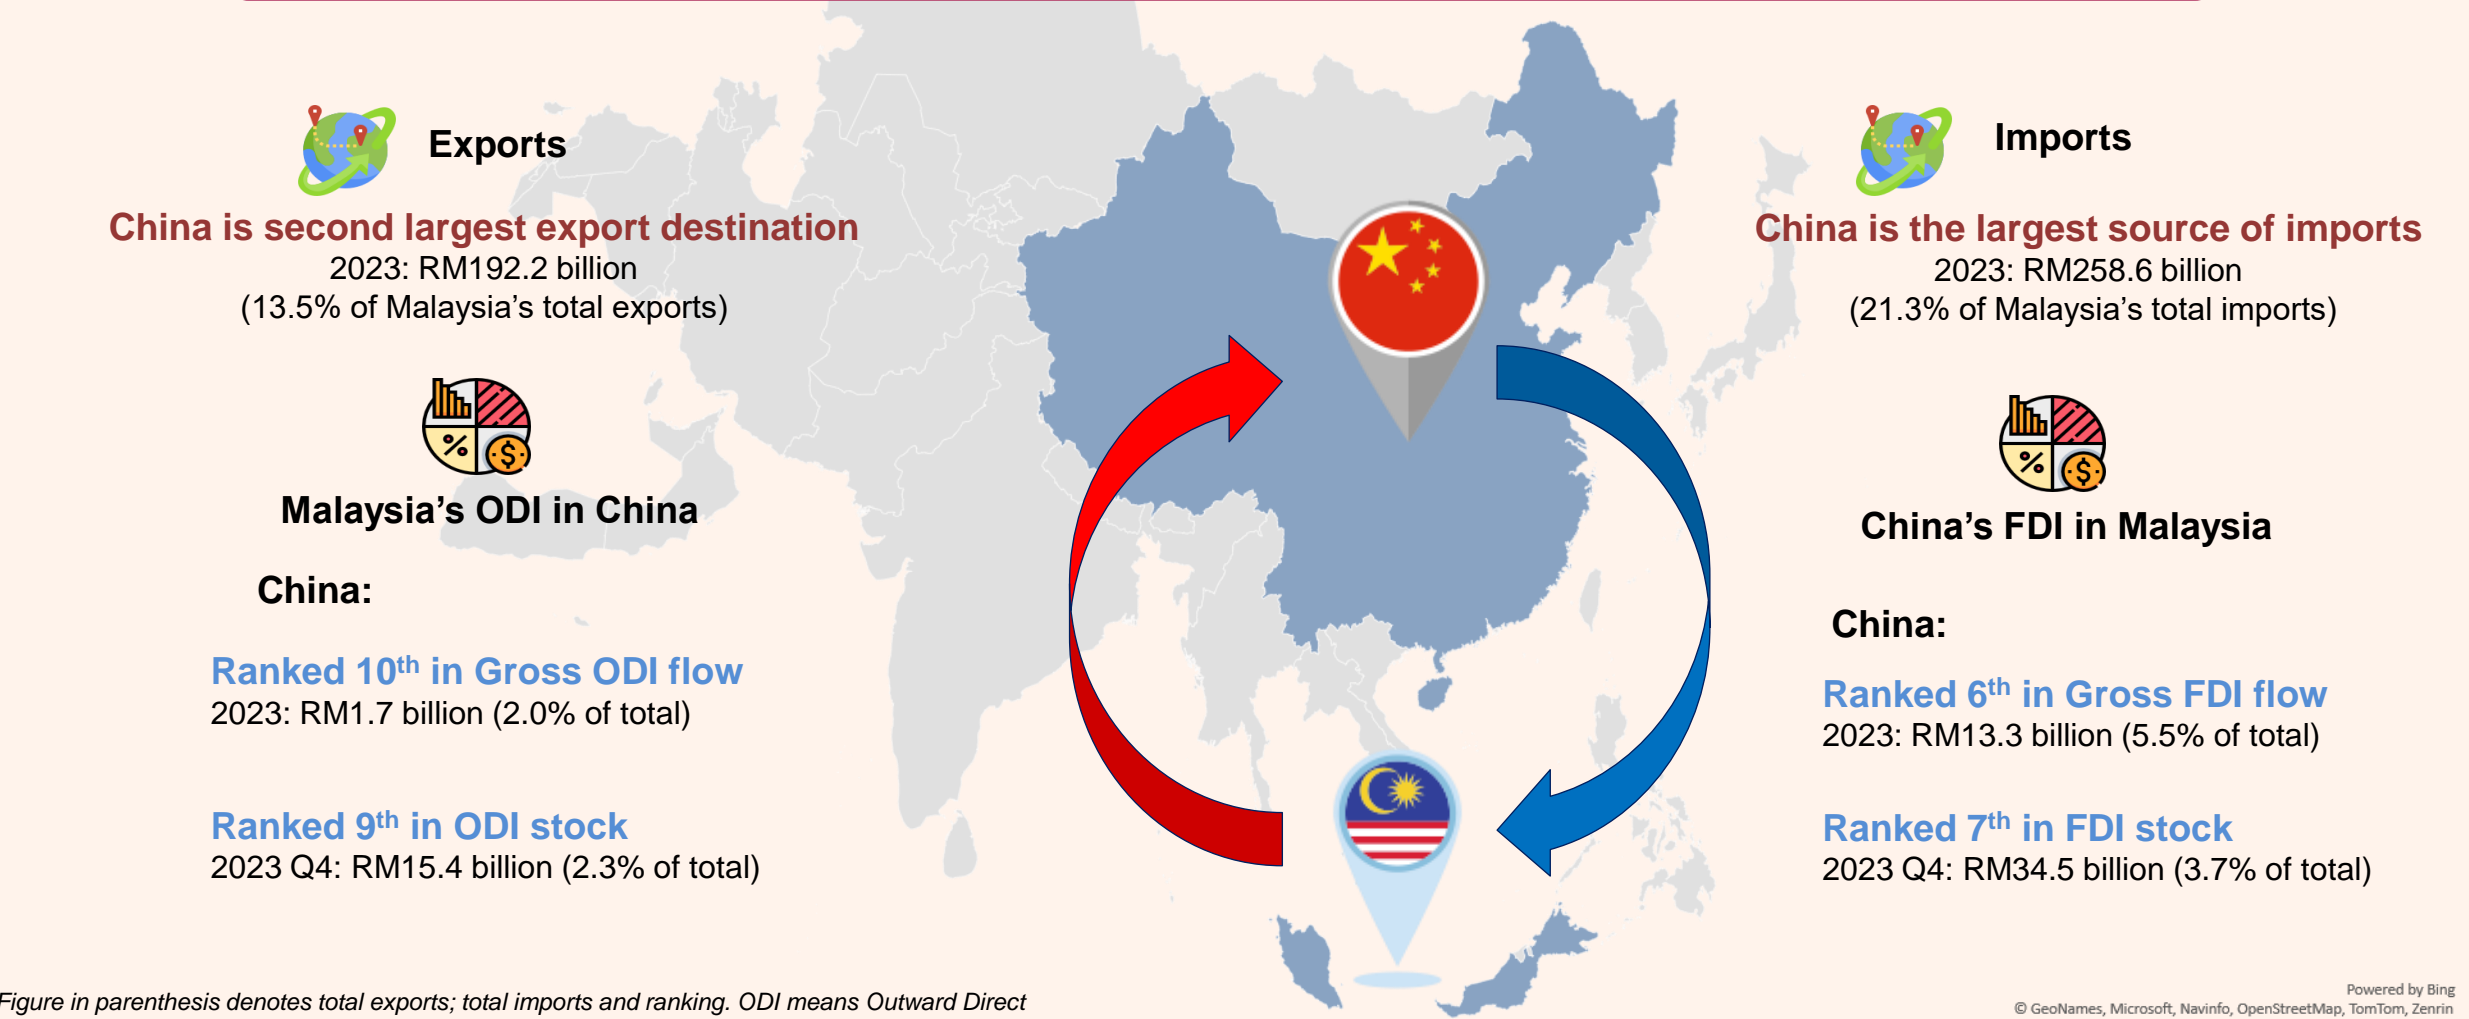 Exports
China is second largest export destination
2023: RM192.2 billion
(13.5% of Malaysia's total exports)
Malaysia's ODI in China
China:
Ranked 10th in Gross ODI flow
2023: RM1.7 billion (2.0% of total)
Ranked 9th in ODI stock
2023 Q4: RM15.4 billion (2.3% of total)
Imports
China is the largest source of imports
2023: RM258.6 billion
(21.3% of Malaysia's total imports)
China's FDI in Malaysia
China:
Ranked 6th in Gross FDI flow
2023: RM13.3 billion (5.5% of total)
Ranked 7th in FDI stock
2023 Q4: RM34.5 billion (3.7% of total)
Figure in parenthesis denotes total exports; total imports and ranking. ODI means Outward Direct
Powered by Bing
© GeoNames, Microsoft, Navinfo, OpenStreetMap, TomTom, Zenrin